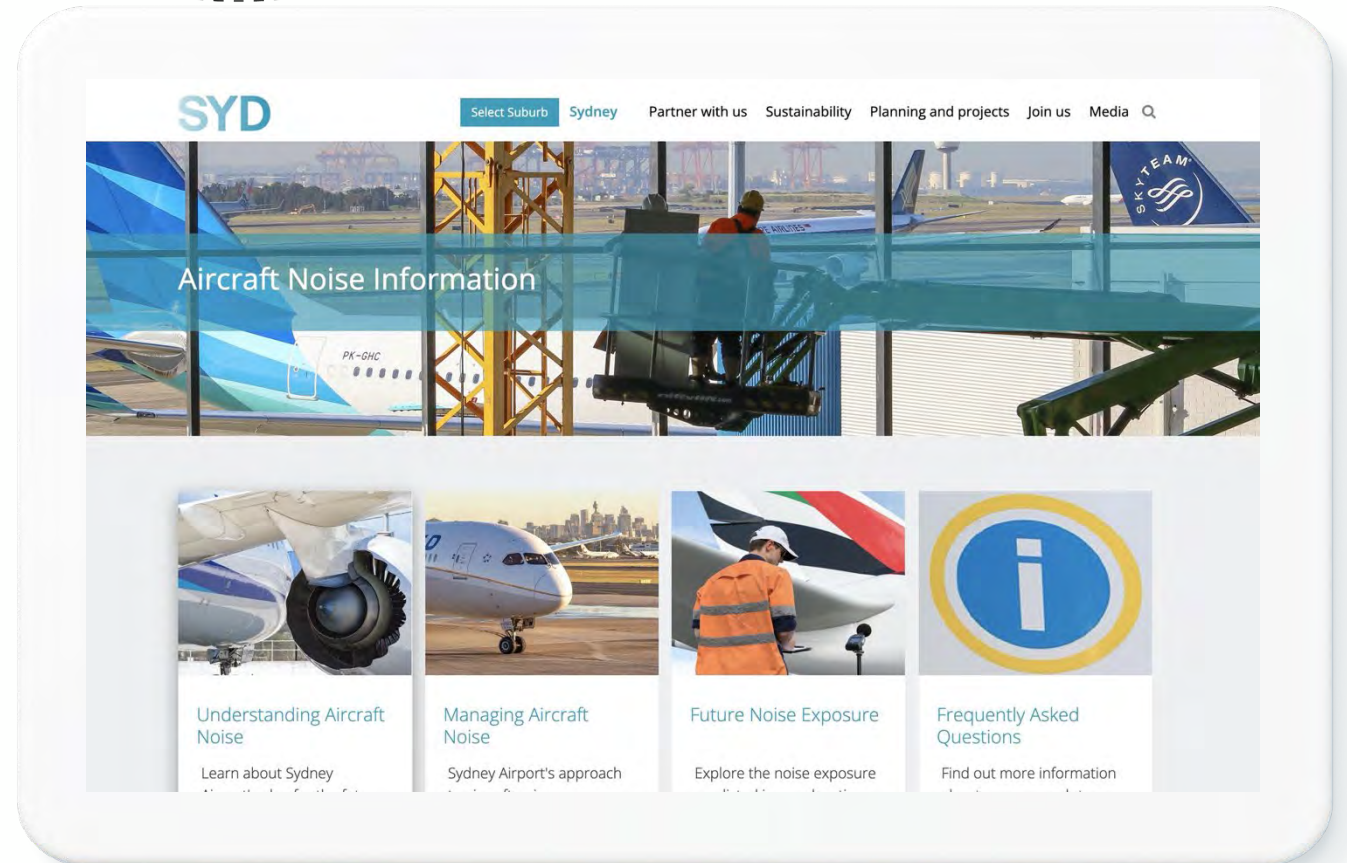 SYD
Select Suburb Sydney Partner with us Sustainability Planning and projects Join us Media
SKYTEAM
Aircraft Noise Information
PK-GHC
Understanding Aircraft
Noise
Learn about Sydney
Managing Aircraft
Noise
Sydney Airport's approach
Future Noise Exposure
Explore the noise exposure
Frequently Asked
Questions
Find out more information